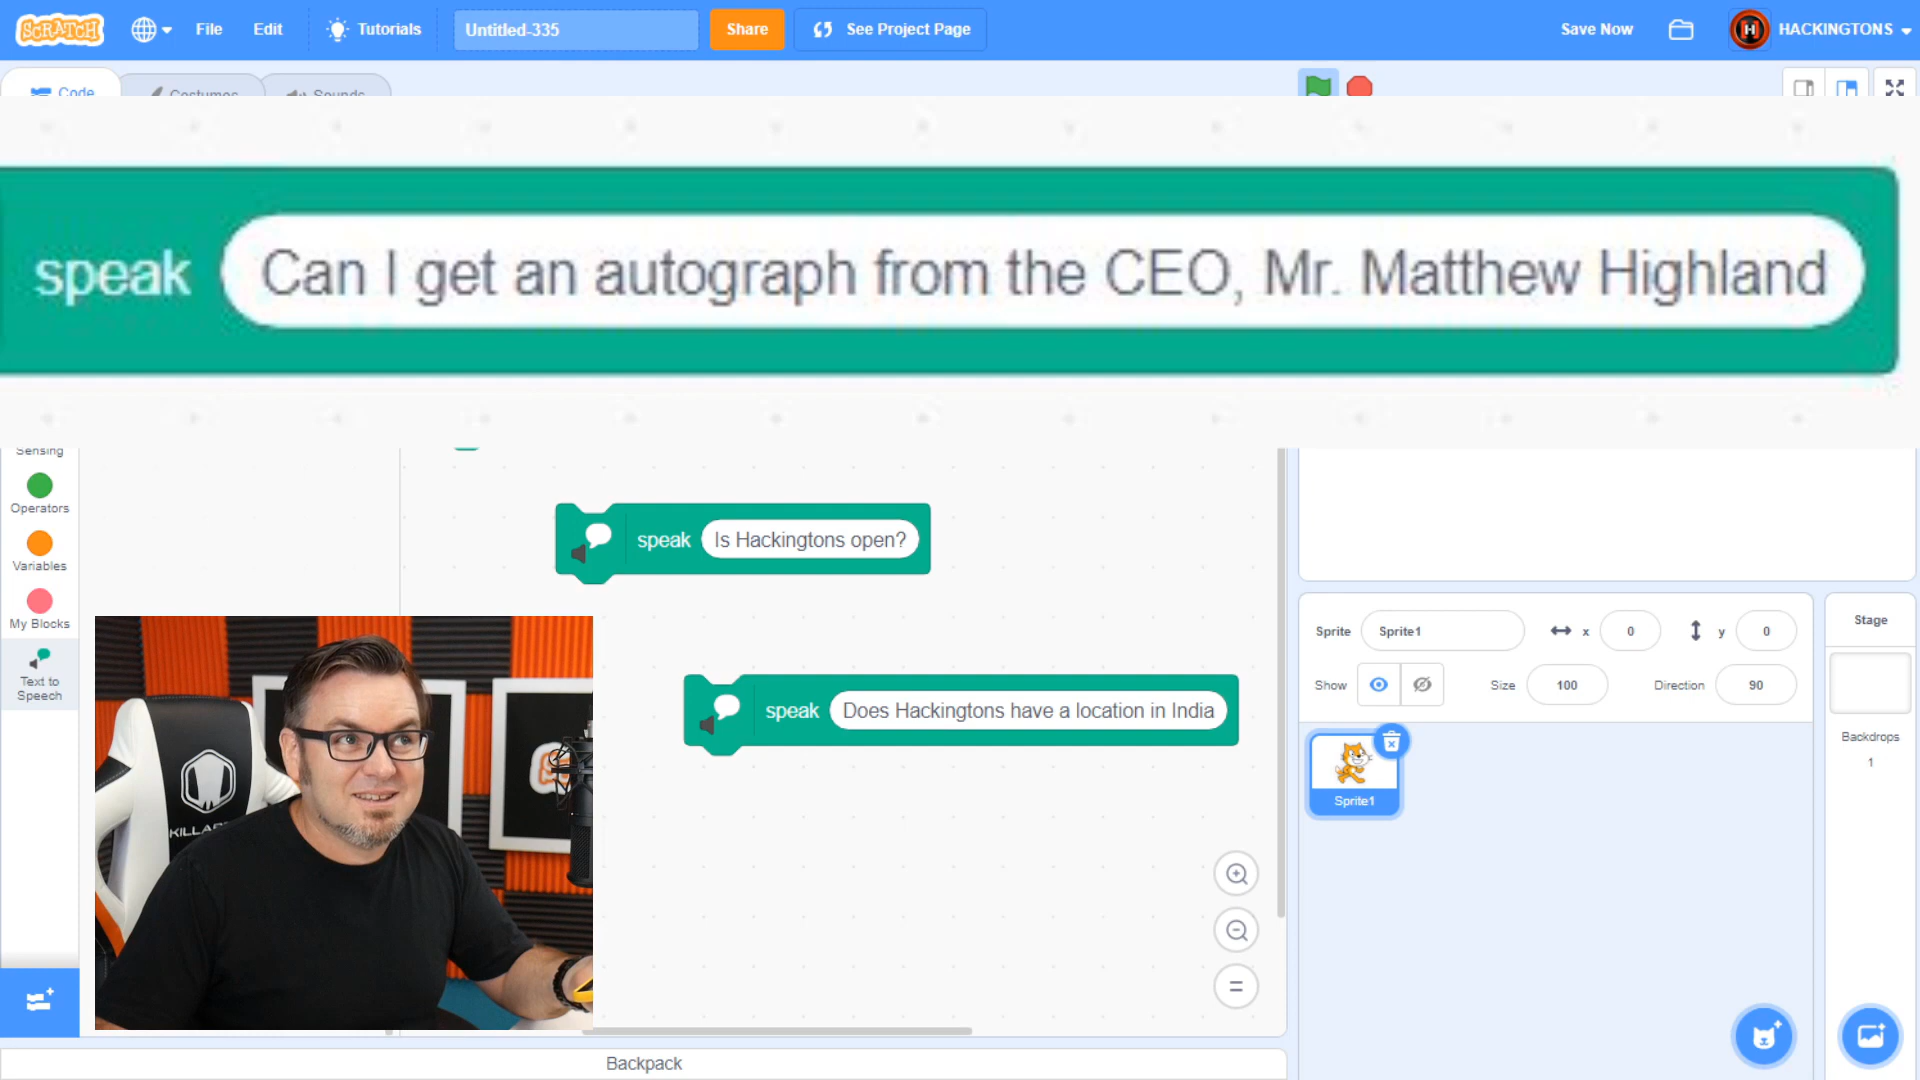 SCRATCH
File
Edit
Tutorials
Untitled-335
Share
See Project Page
Save Now
HACKINGTONS
Code
Costumes
Sounds
speak Can I get an autograph from the CEO, Mr. Matthew Highland
Sensing
Operators
Variables
My Blocks
Text to
Speech
speak Is Hackingtons open?
speak Does Hackingtons have a location in India
Sprite Sprite1 x 0 y 0
Show Size 100 Direction 90
Sprite1
Stage
Backdrops
1
Backpack